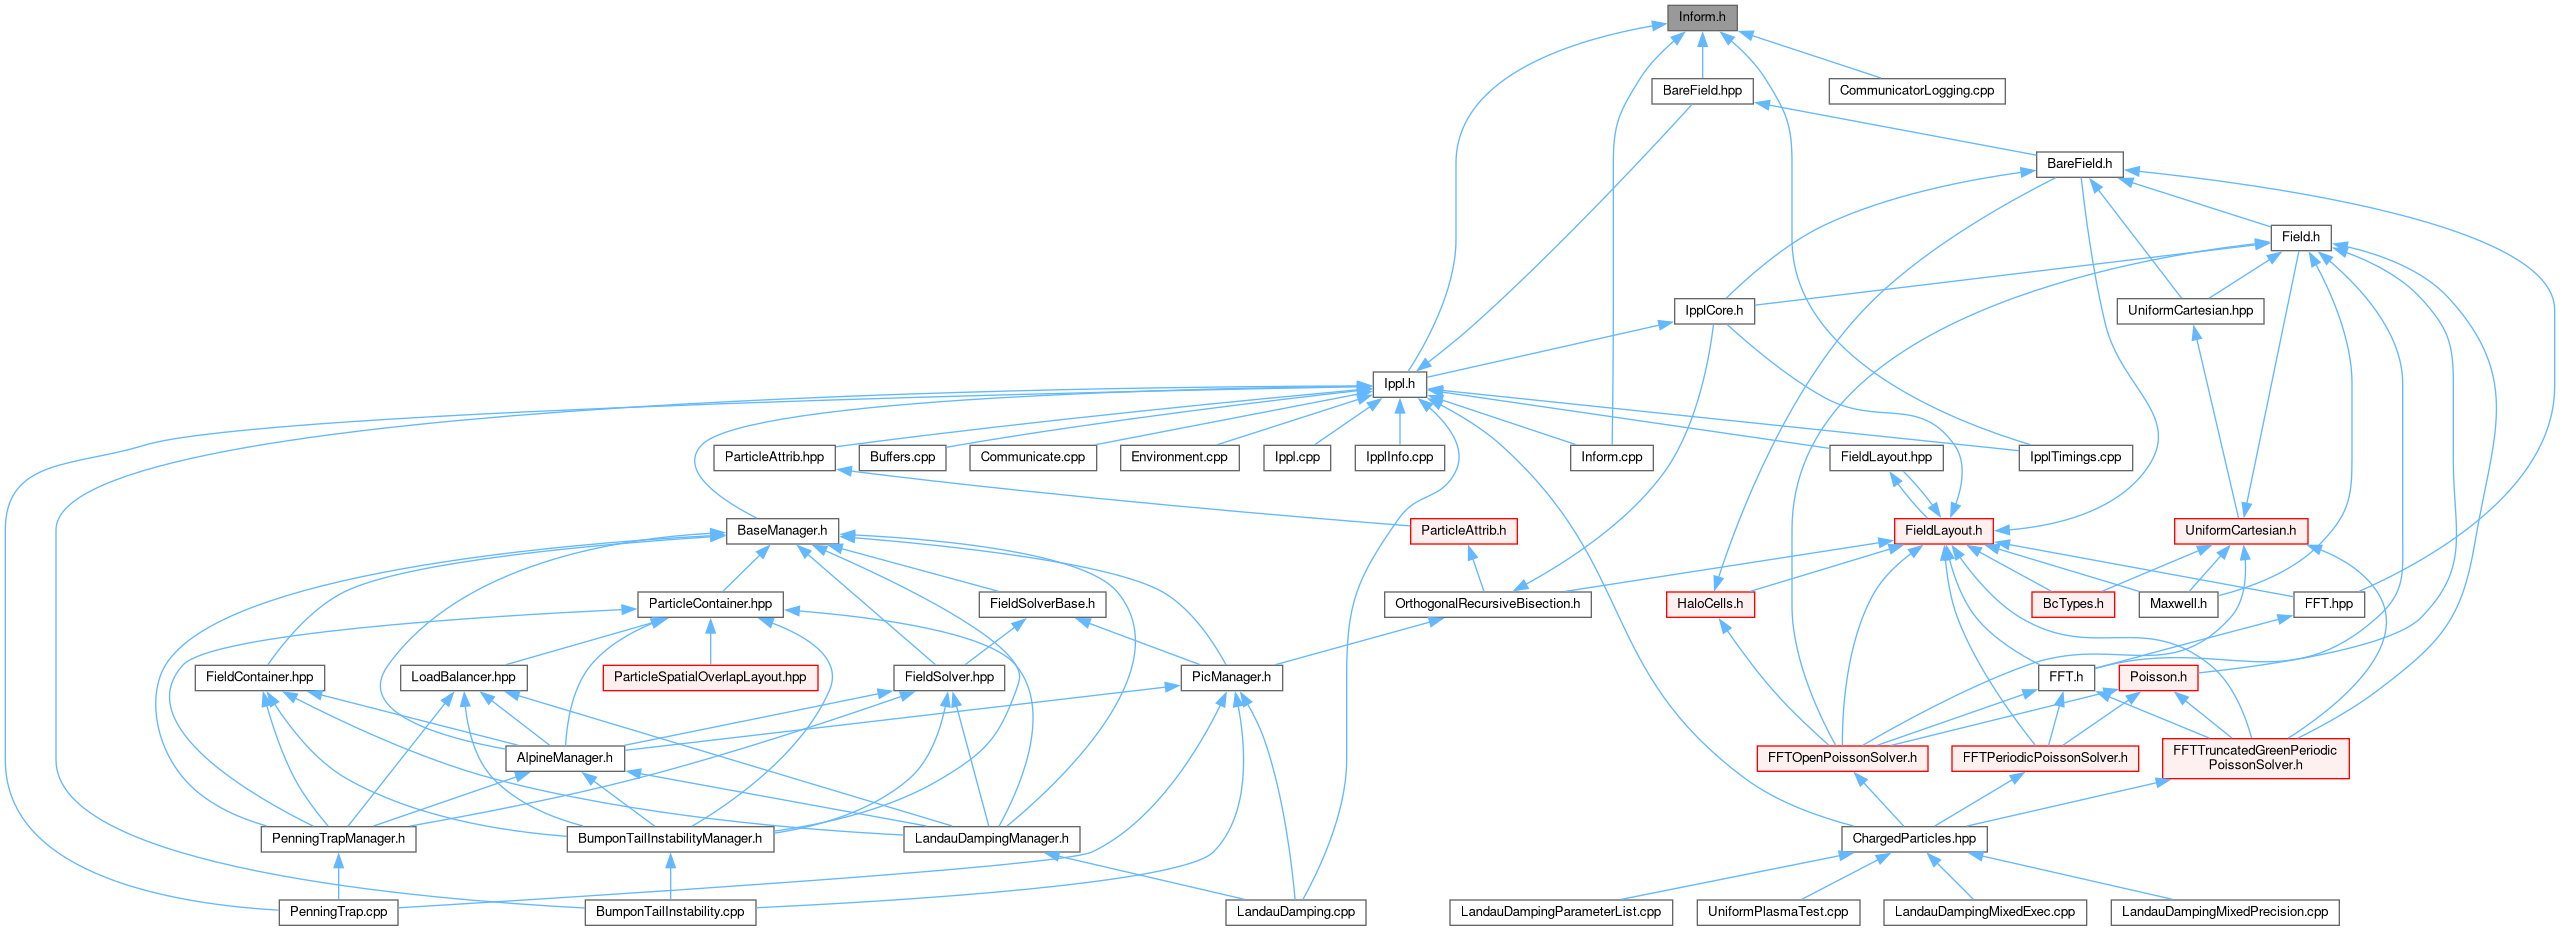 Inform.h
BareField.hpp
CommunicatorLogging.cpp
BareField.h
Field.h
IpplCore.h
UniformCartesian.hpp
Ippl.h
ParticleAttrib.hpp
Buffers.cpp
Communicate.cpp
Environment.cpp
Ippl.cpp
IpplInfo.cpp
Inform.cpp
FieldLayout.hpp
IpplTimings.cpp
BaseManager.h
ParticleAttrib.h
FieldLayout.h
UniformCartesian.h
ParticleContainer.hpp
FieldSolverBase.h
OrthogonalRecursiveBisection.h
HaloCells.h
BcTypes.h
Maxwell.h
FFT.hpp
FieldContainer.hpp
LoadBalancer.hpp
ParticleSpatialOverlapLayout.hpp
FieldSolver.hpp
PicManager.h
FFT.h
Poisson.h
AlpineManager.h
FFTOpenPoissonSolver.h
FFTPeriodicPoissonSolver.h
FFTTruncatedGreenPeriodic
PoissonSolver.h
PenningTrapManager.h
BumponTailInstabilityManager.h
LandauDampingManager.h
ChargedParticles.hpp
PenningTrap.cpp
BumponTailInstability.cpp
LandauDamping.cpp
LandauDampingParameterList.cpp
UniformPlasmaTest.cpp
LandauDampingMixedExec.cpp
LandauDampingMixedPrecision.cpp